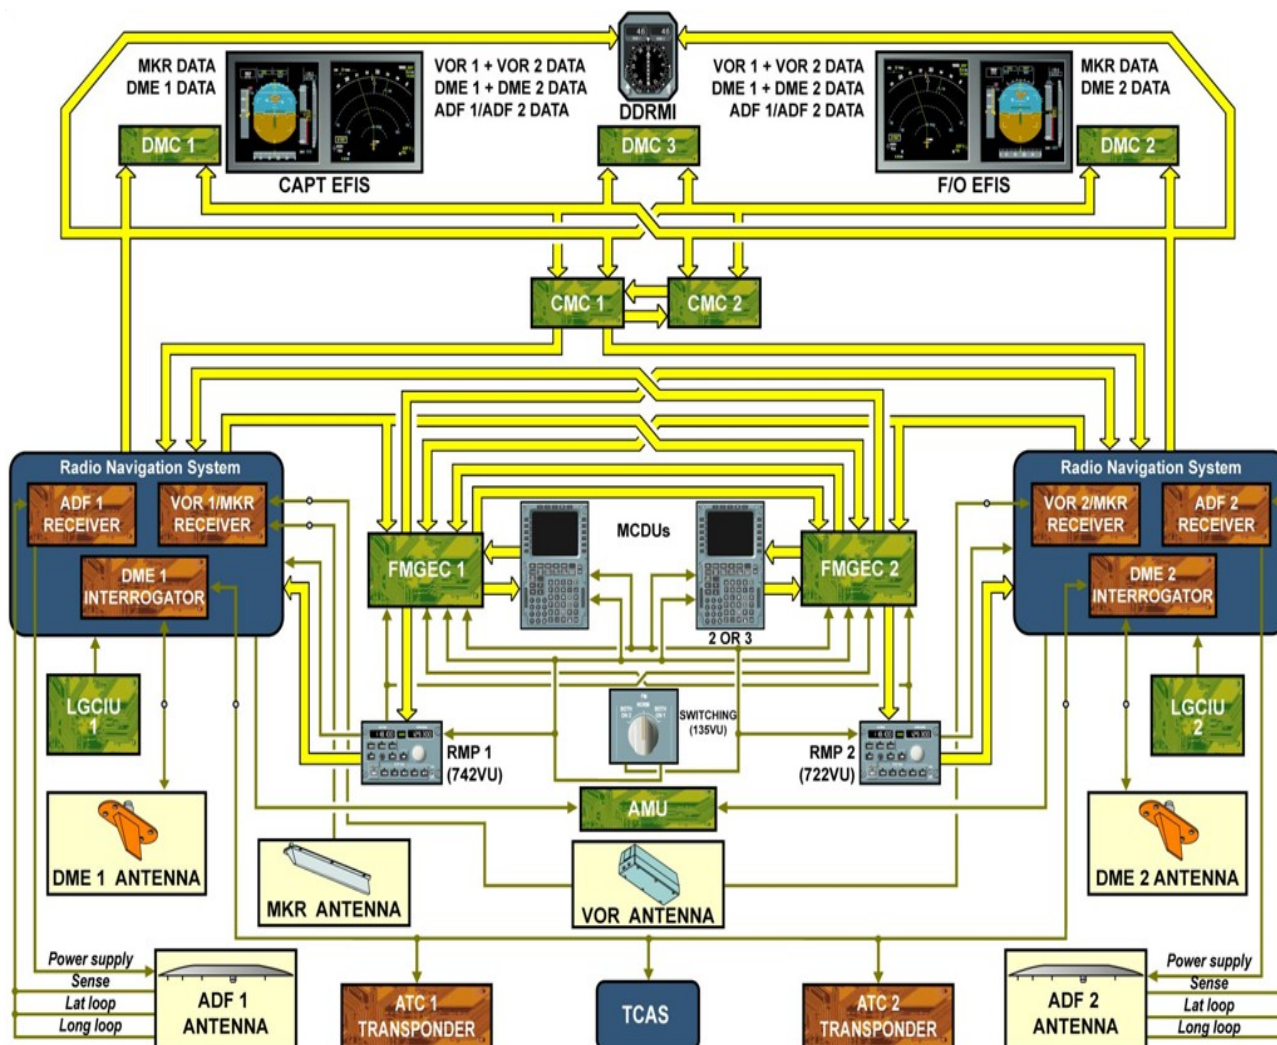 MKR DATA
DME 1 DATA
VOR 1 + VOR 2 DATA
DME 1 + DME 2 DATA
ADF 1/ADF 2 DATA
DDRMI
VOR 1 + VOR 2 DATA
DME 1 + DME 2 DATA
ADF 1/ADF 2 DATA
MKR DATA
DME 2 DATA
DMC 1
CAPT EFIS
DMC 3
F/O EFIS
DMC 2
CMC 1
CMC 2
Radio Navigation System
ADF 1
RECEIVER
VOR 1/MKR
RECEIVER
DME 1
INTERROGATOR
FMGEC 1
MCDUs
FMGEC 2
2 OR 3
Radio Navigation System
VOR 2/MKR
RECEIVER
ADF 2
RECEIVER
DME 2
INTERROGATOR
LGCIU
1
RMP 1
(742VU)
NORM
BOTH
ON 2
BOTH
ON 1
SWITCHING
(135VU)
RMP 2
(722VU)
LGCIU
2
AMU
DME 1 ANTENNA
MKR ANTENNA
VOR ANTENNA
DME 2 ANTENNA
Power supply
Sense
Lat loop
Long loop
ADF 1
ANTENNA
ATC 1
TRANSPONDER
TCAS
ATC 2
TRANSPONDER
ADF 2
ANTENNA
Power supply
Sense
Lat loop
Long loop